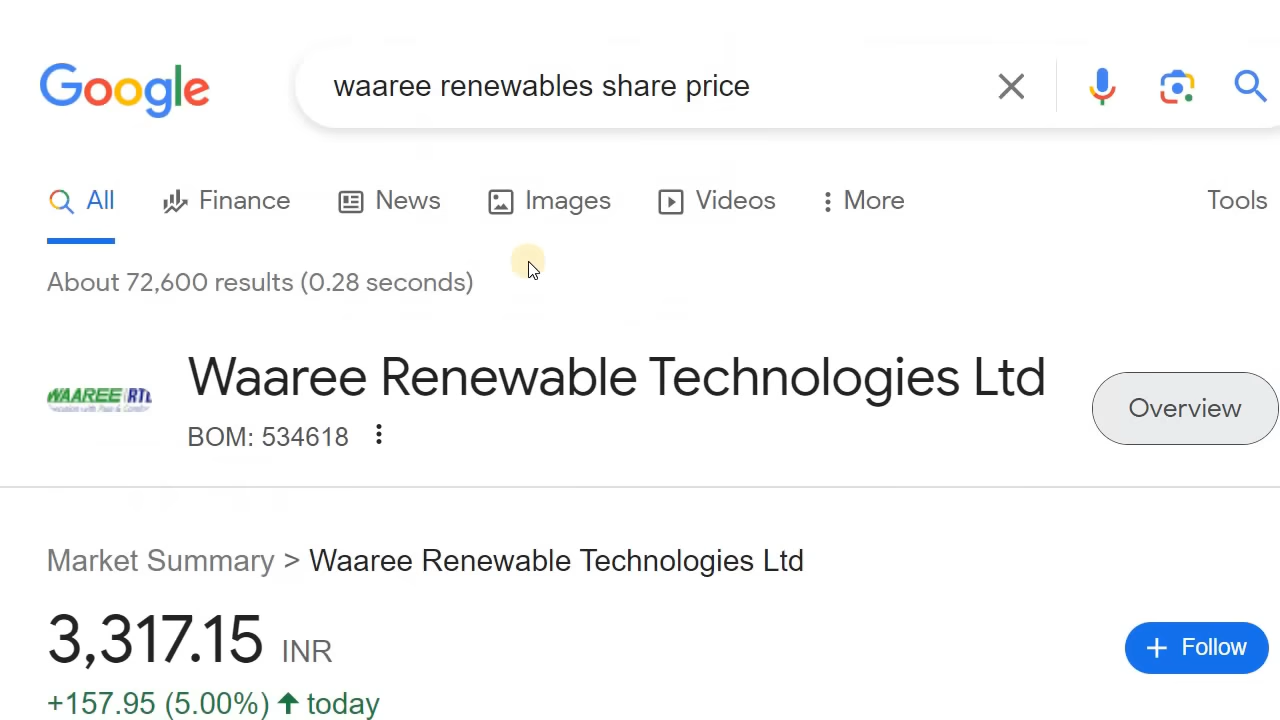 Google
waaree renewables share price
All Finance News Images Videos More Tools
About 72,600 results (0.28 seconds)
WAAREE RTL
Waaree Renewable Technologies Ltd
BOM: 534618
Overview
Market Summary > Waaree Renewable Technologies Ltd
3,317.15 INR
+ Follow
+157.95 (5.00%) ↑ today